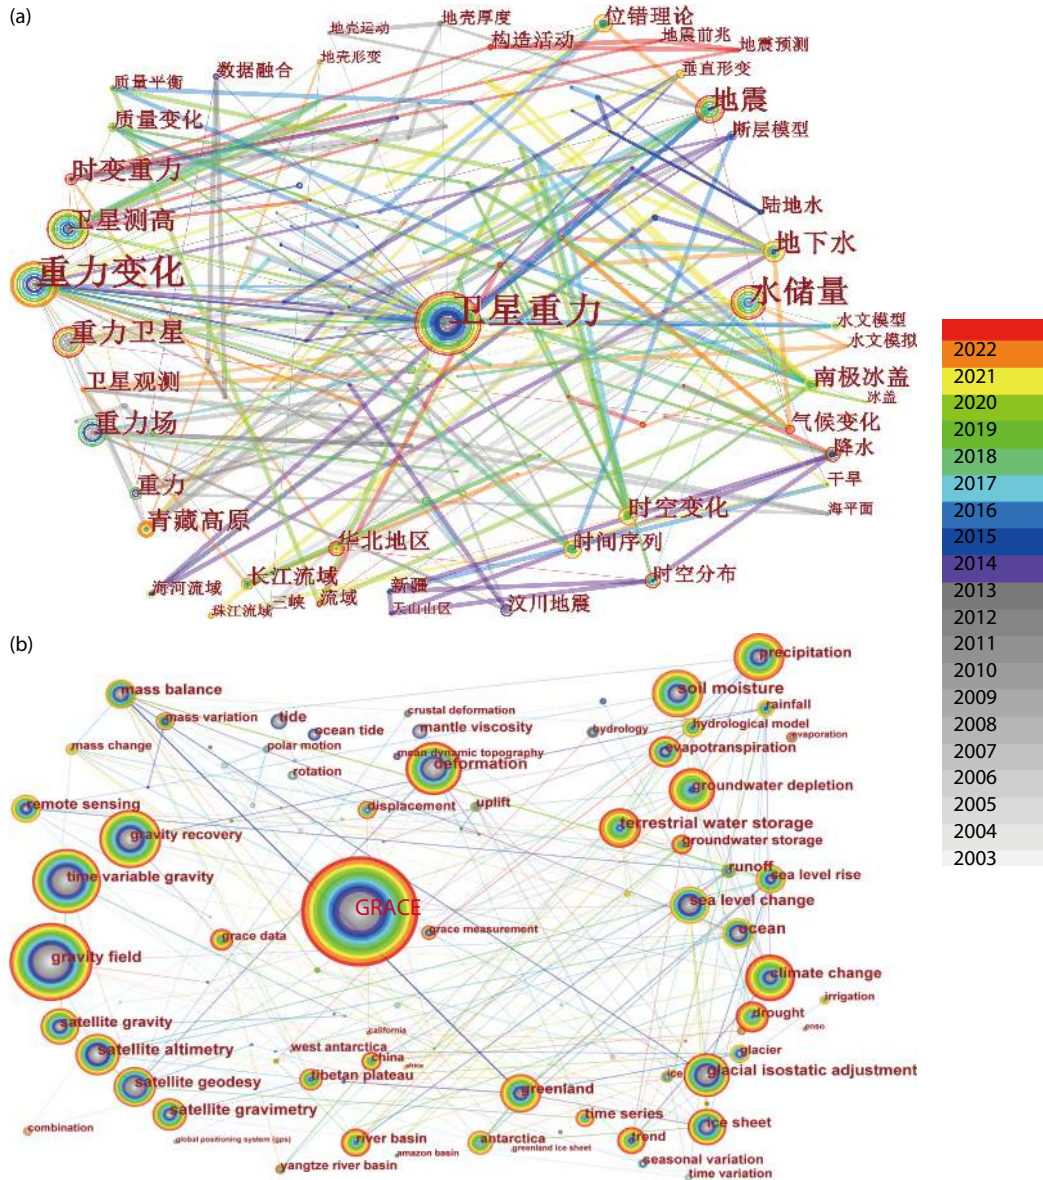 (a)
地壳运动
地壳厚度
位错理论
构造活动
地震前兆
地震预测
地壳形变
数据融合
质量平衡
垂直形变
地震
质量变化
断层模型
时变重力
卫星测高
陆地水
地下水
重力变化
卫星重力
水储量
重力卫星
水文模型
水文模拟
卫星观测
南极冰盖
冰盖
重力场
气候变化
降水
重力
干旱
青藏高原
时空变化
海平面
华北地区
时间序列
长江流域
海河流域
新疆
时空分布
三峡
流域
珠江流域
天山山区
汶川地震
2022
2021
2020
2019
2018
2017
2016
2015
2014
2013
2012
2011
2010
2009
2008
2007
2006
2005
2004
2003
(b)
precipitation
mass balance
soil moisture
crustal deformation
rainfall
mass variation
tide
ocean tide
mantle viscosity
hydrology
hydrological model
evaporation
mass change
polar motion
mean dynamic topography
evapotranspiration
deformation
rotation
groundwater depletion
remote sensing
displacement
uplift
gravity recovery
terrestrial water storage
groundwater storage
time variable gravity
runoff
sea level rise
GRACE
sea level change
grace data
grace measurement
ocean
gravity field
climate change
irrigation
satellite gravity
california
drought
enso
west antarctica
satellite altimetry
china
africa
glacier
tibetan plateau
ice
glacial isostatic adjustment
satellite geodesy
greenland
satellite gravimetry
time series
ice sheet
combination
global positioning system (gps)
river basin
antarctica
trend
greenland ice sheet
amazon basin
yangtze river basin
seasonal variation
time variation